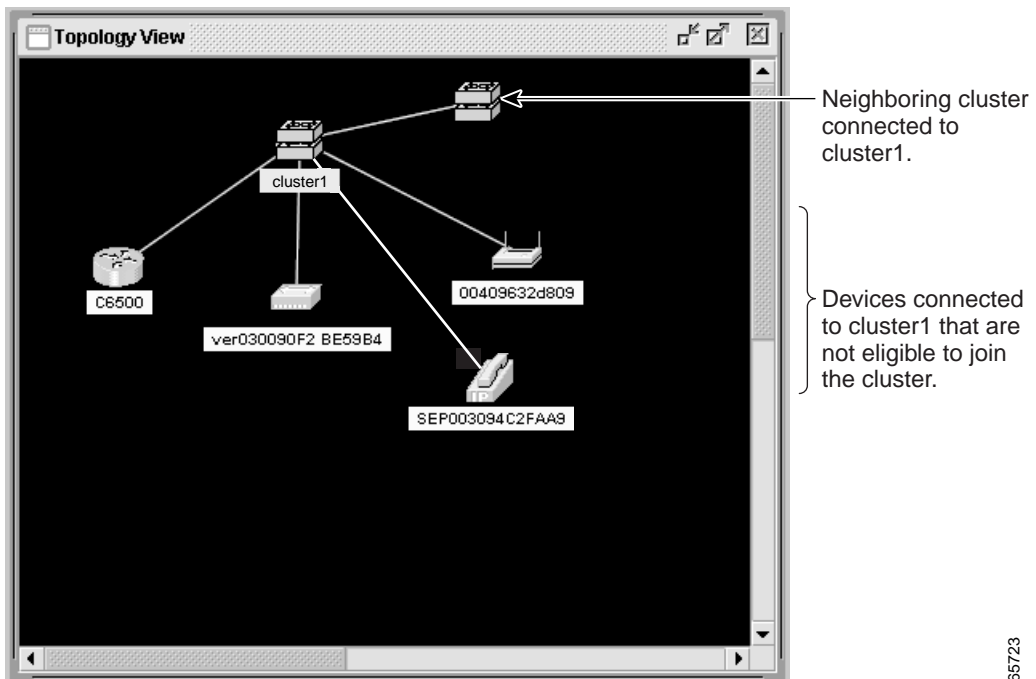 Topology View
Neighboring cluster
connected to
cluster1.
cluster1
C6500
00409632d809
ver030090F2 BE59B4
Devices connected
to cluster1 that are
not eligible to join
the cluster.
IP
SEP003094C2FAA9
65723